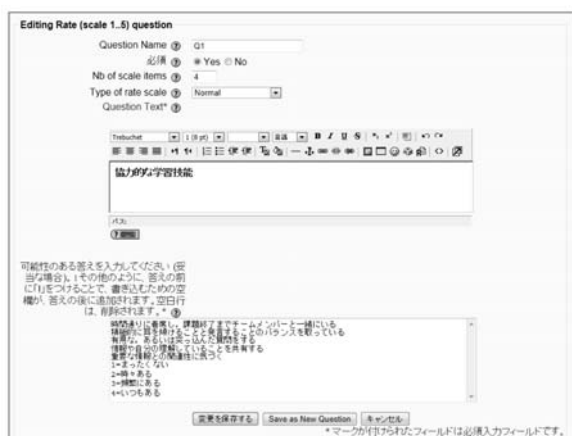 Editing Rate (scale 1..5) question
Question Name Q1
必須 Yes No
Nb of scale items 4
Type of rate scale Normal
Question Text*
Trebuchet 1 (8 pt) 言語 B I U S
協力的な学習技能
パス:
可能性のある答えを入力してください (妥
当な場合)。!その他のように、答えの前
に「!」をつけることで、書き込むための空
欄が、答えの後に追加されます。空白行
は、削除されます。*
時間通りに着席し、課題終了までチームメンバーと一緒にいる
積極的に耳を傾けることと発言することのバランスを取っている
有用な、あるいは突っ込んだ質問をする
情報や自分の理解していることを共有する
重要な情報との関連性に気づく
1=まったくない
2=時々ある
3=頻繁にある
4=いつもある
変更を保存する Save as New Question キャンセル
* マークが付けられたフィールドは必須入力フィールドです。